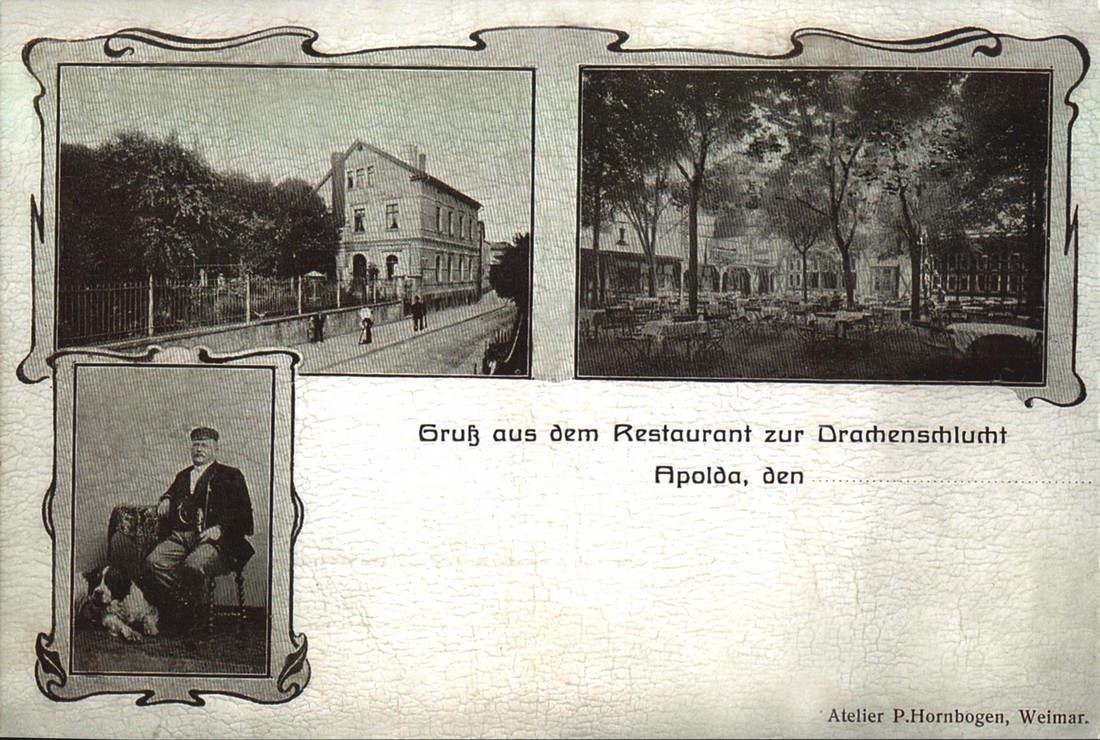 Gruß aus dem Restaurant zur Drachenschlucht
Apolda, den
Atelier P. Hornbogen, Weimar.